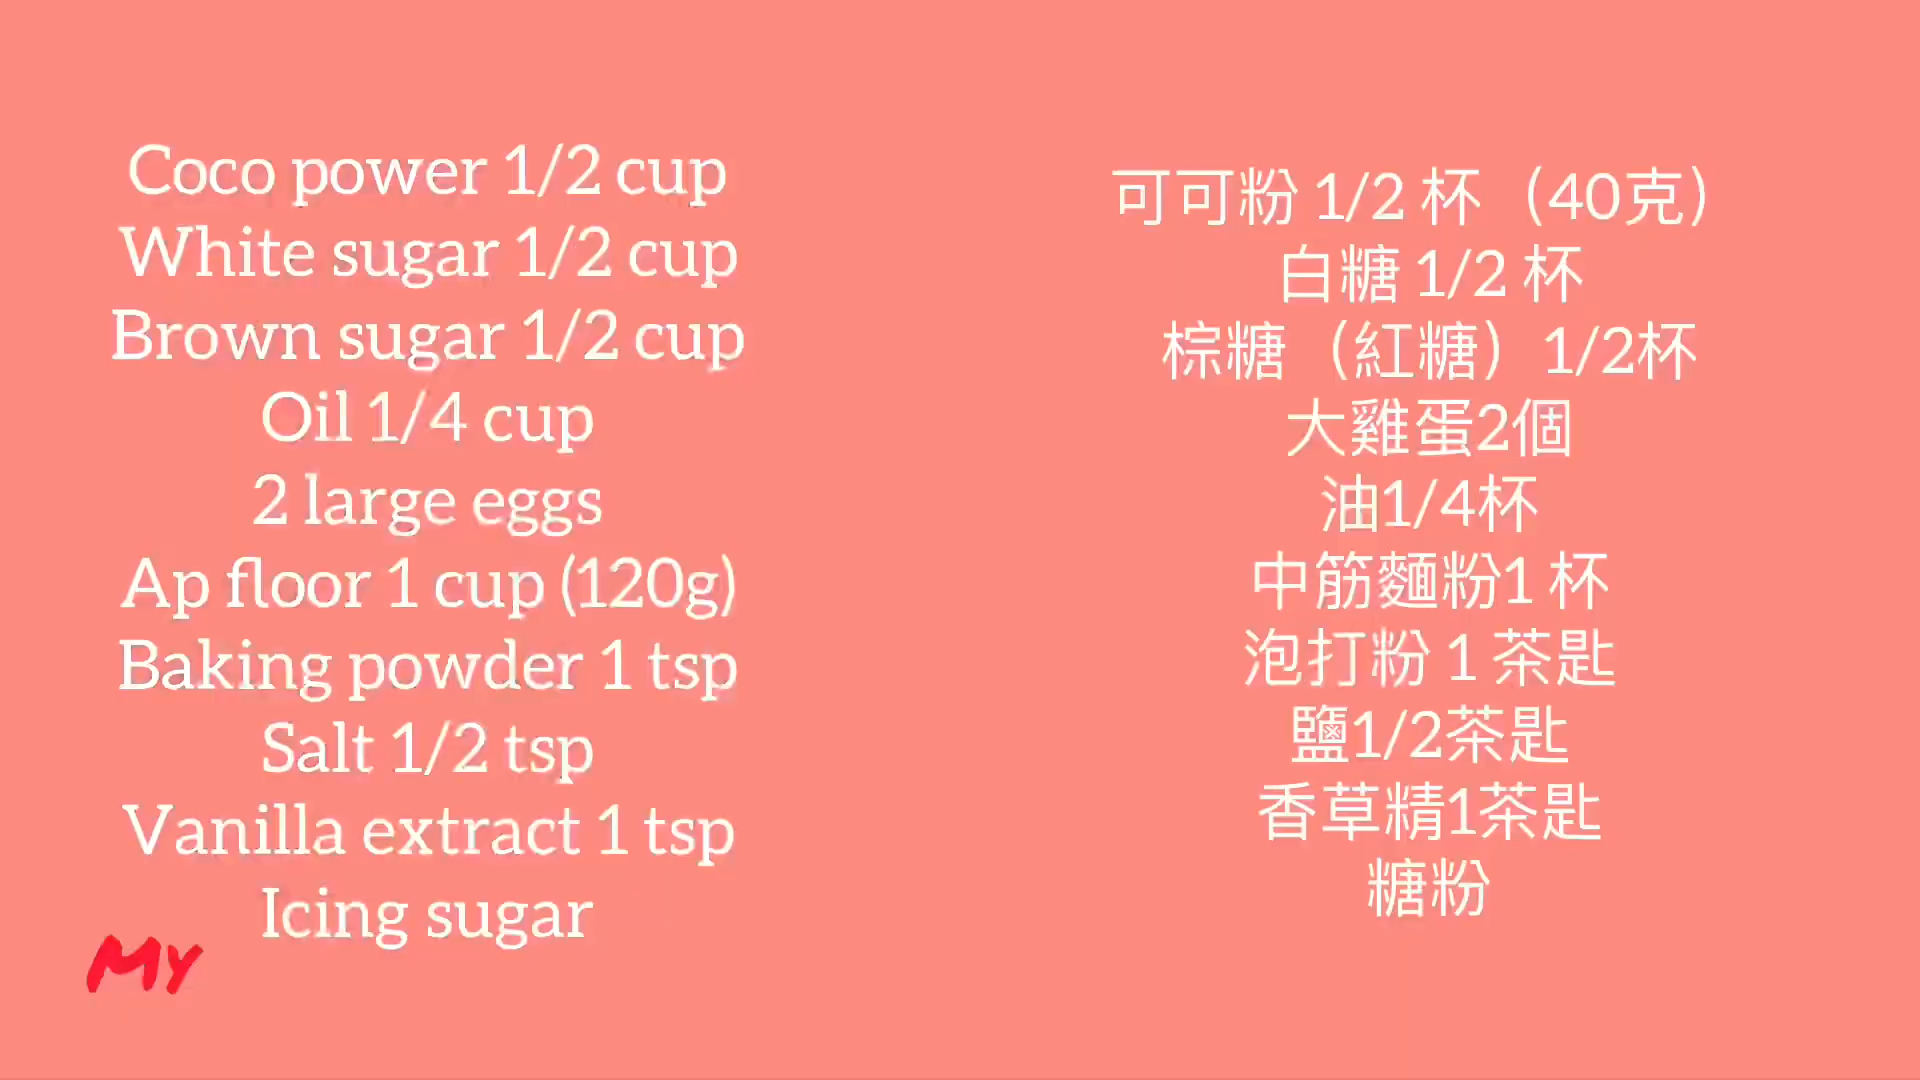 Coco power 1/2 cup
White sugar 1/2 cup
Brown sugar 1/2 cup
Oil 1/4 cup
2 large eggs
Ap floor 1 cup (120g)
Baking powder 1 tsp
Salt 1/2 tsp
Vanilla extract 1 tsp
Icing sugar
MY
可可粉 1/2 杯（40克）
白糖 1/2 杯
棕糖（紅糖）1/2杯
大雞蛋2個
油1/4杯
中筋麵粉1 杯
泡打粉 1 茶匙
鹽1/2茶匙
香草精1茶匙
糖粉